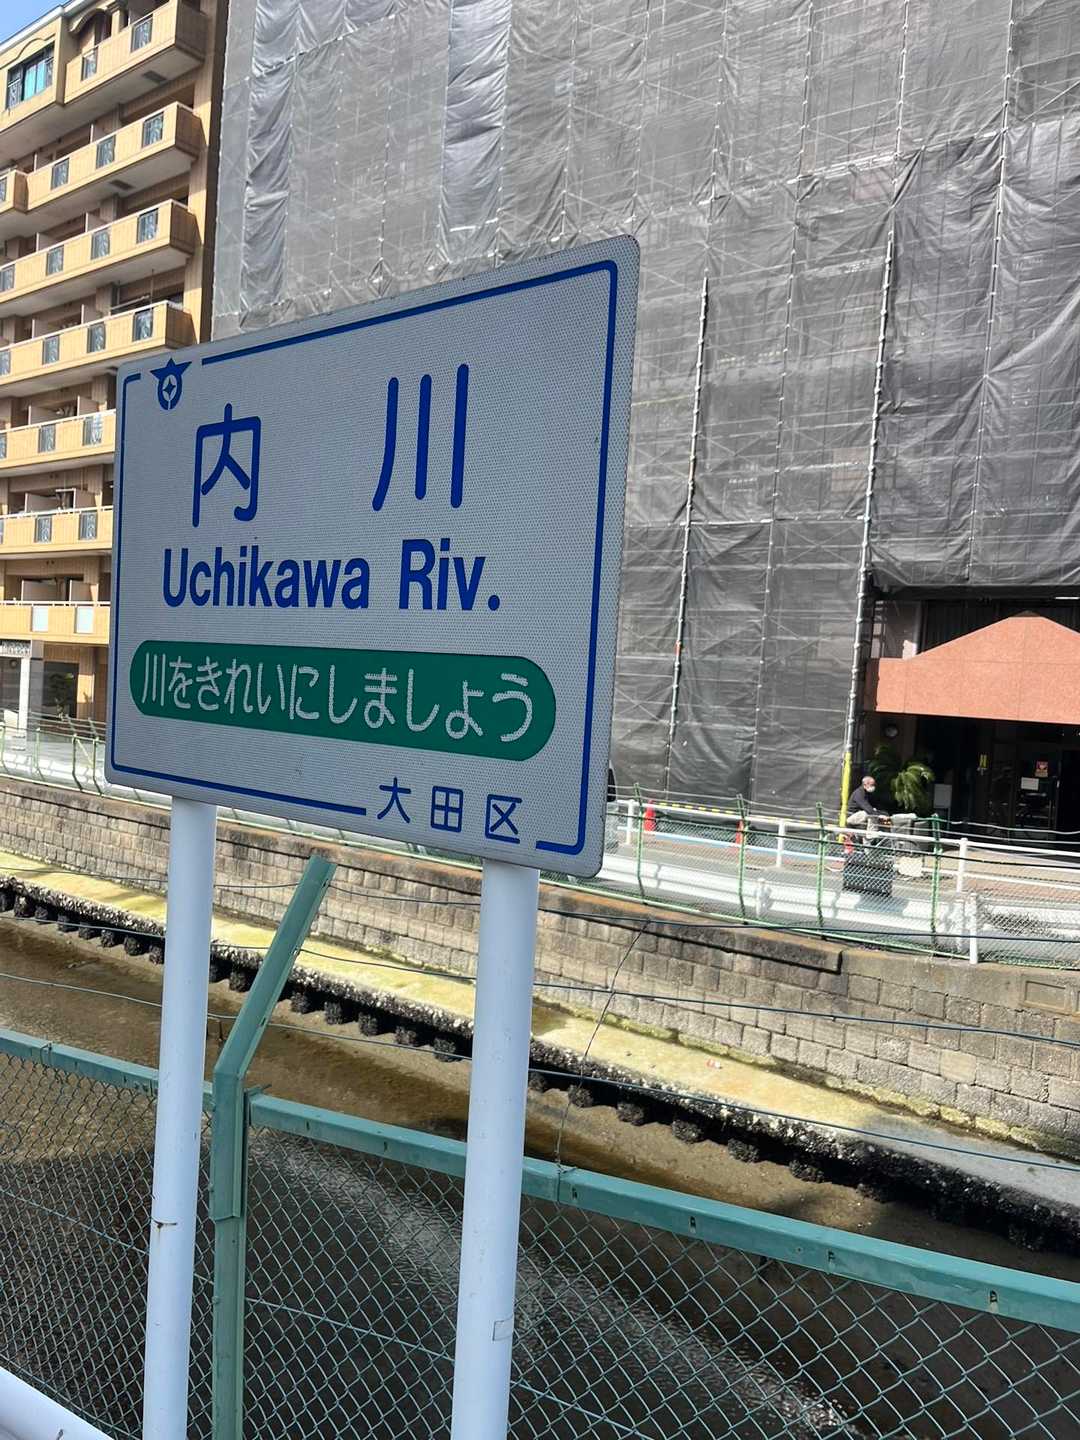 内川
Uchikawa Riv.
川をきれいにしましょう
大田区